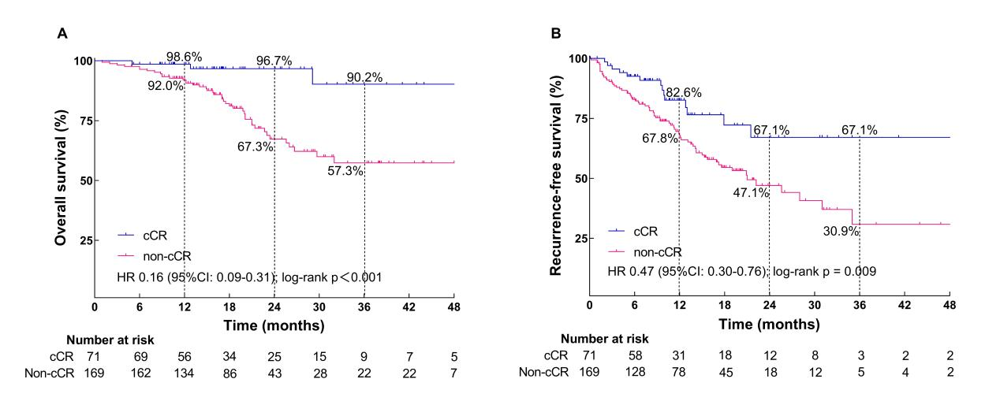 A
Overall survival (%)
100
75
50
25
98.6%
96.7%
90.2%
92.0%
67.3%
57.3%
cCR
non-cCR
HR 0.16 (95%CI: 0.09-0.31); log-rank p<0.001
0 6 12 18 24 30 36 42 48
Time (months)
Number at risk
cCR 71 69 56 34 25 15 9 7 5
Non-cCR 169 162 134 86 43 28 22 22 7
B
Recurrence-free survival (%)
100
75
50
25
82.6%
67.1%
67.1%
67.8%
47.1%
30.9%
cCR
non-cCR
HR 0.47 (95%CI: 0.30-0.76); log-rank p = 0.009
0 6 12 18 24 30 36 42 48
Time (months)
Number at risk
cCR 71 58 31 18 12 8 3 2 2
Non-cCR 169 128 78 45 18 12 5 4 2